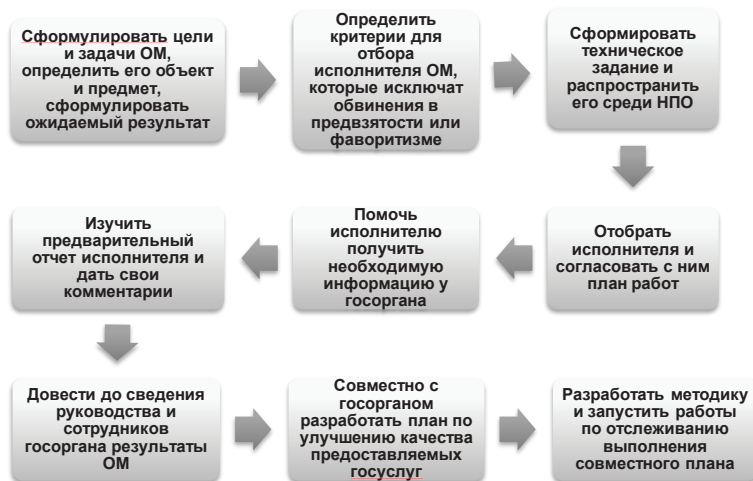 Сформулировать цели
и задачи ОМ,
определить его объект
и предмет,
сформулировать
ожидаемый результат
Определить
критерии для
отбора
исполнителя ОМ,
которые исключат
обвинения в
предвзятости или
фаворитизме
Сформировать
техническое
задание и
распространить
его среди НПО
Отобрать
исполнителя и
согласовать с ним
план работ
Помочь
исполнителю
получить
необходимую
информацию у
госоргана
Изучить
предварительный
отчет исполнителя и
дать свои
комментарии
Довести до сведения
руководства и
сотрудников
госоргана результаты
ОМ
Совместно с
госорганом
разработать план по
улучшению качества
предоставляемых
госуслуг
Разработать методику
и запустить работы
по отслеживанию
выполнения
совместного плана